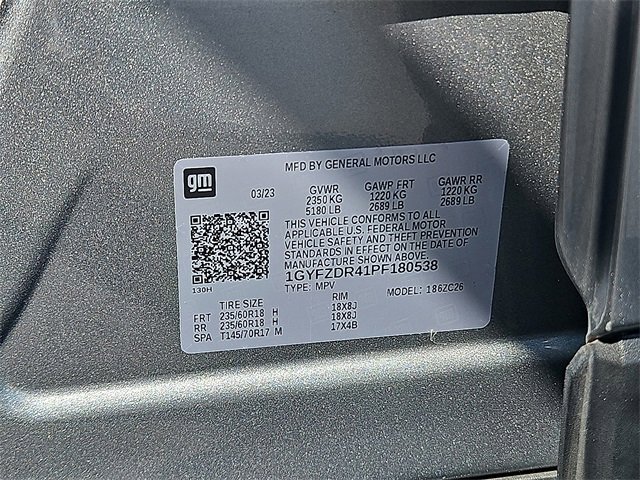 MFD BY GENERAL MOTORS LLC
gm
03/23 GVWR GAWR FRT GAWR RR
2350 KG 1220 KG 1220 KG
5180 LB 2689 LB 2689 LB
THIS VEHICLE CONFORMS TO ALL
APPLICABLE U.S. FEDERAL MOTOR
VEHICLE SAFETY AND THEFT PREVENTION
STANDARDS IN EFFECT ON THE DATE OF
MANUFACTURE SHOWN ABOVE.
1GYFZDR41PF180538
130H TYPE: MPV MODEL: 186ZC26
TIRE SIZE RIM
FRT 235/60R18 H 18X8J
RR 235/60R18 H 18X8J
SPA T145/70R17 M 17X4B